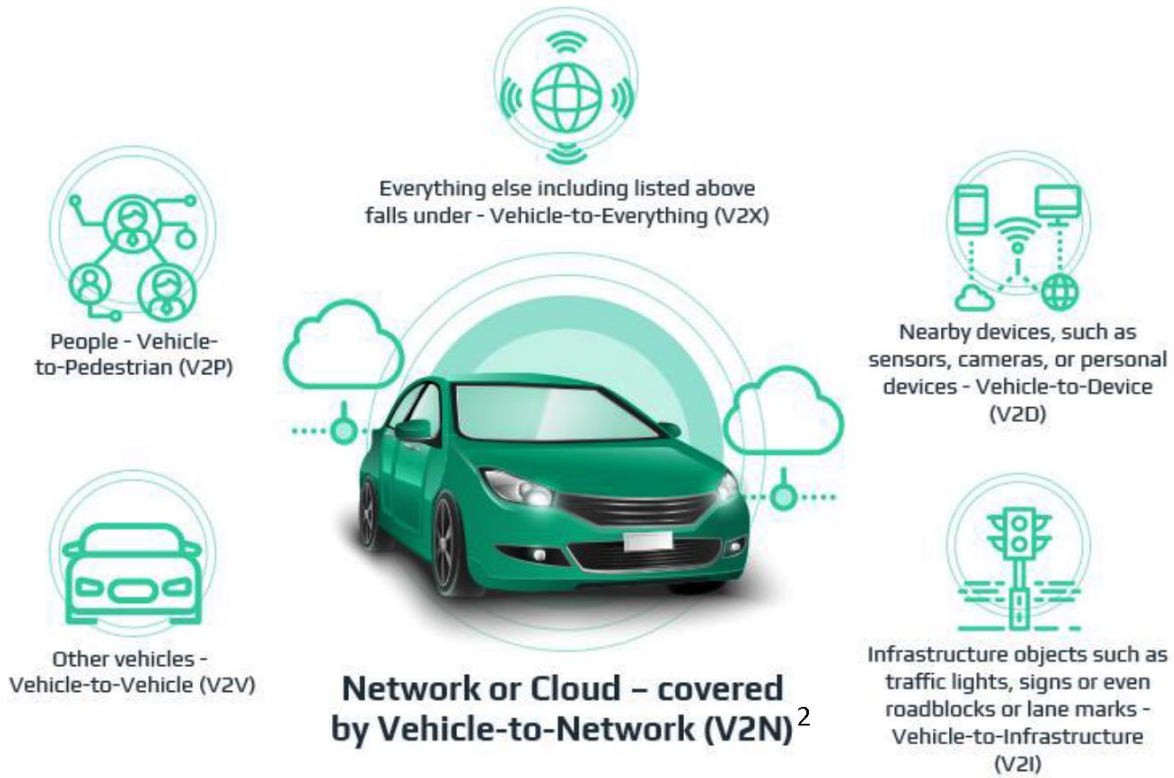 Everything else including listed above
falls under - Vehicle-to-Everything (V2X)
People - Vehicle-
to-Pedestrian (V2P)
Nearby devices, such as
sensors, cameras, or personal
devices - Vehicle-to-Device
(V2D)
Other vehicles -
Vehicle-to-Vehicle (V2V)
Network or Cloud – covered
by Vehicle-to-Network (V2N) 2
Infrastructure objects such as
traffic lights, signs or even
roadblocks or lane marks -
Vehicle-to-Infrastructure
(V2I)